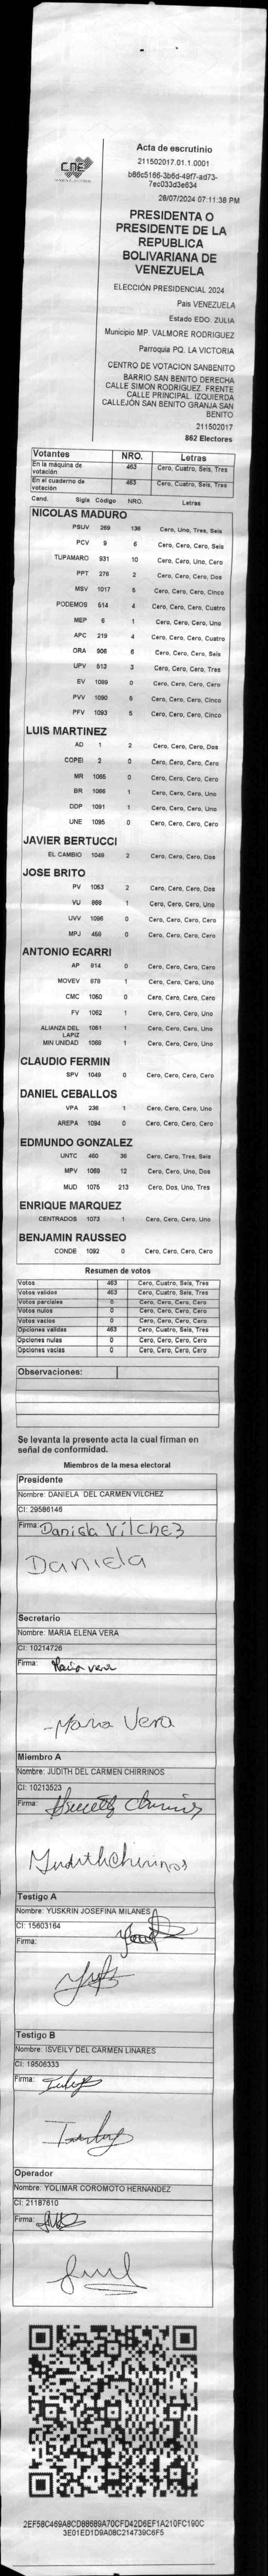 CNE
Acta de escrutinio
211502017.01.1.0001
b86c5166-3b6d-49f7-ad73-
7ec033d3e634
28/07/2024 07:11:38 PM
PRESIDENTA O
PRESIDENTE DE LA
REPUBLICA
BOLIVARIANA DE
VENEZUELA
ELECCIÓN PRESIDENCIAL 2024
País VENEZUELA
Estado EDO. ZULIA
Municipio MP. VALMORE RODRIGUEZ
Parroquia PQ. LA VICTORIA
CENTRO DE VOTACION SANBENITO
BARRIO SAN BENITO DERECHA
CALLE SIMON RODRIGUEZ. FRENTE
CALLE PRINCIPAL. IZQUIERDA
CALLEJÓN SAN BENITO GRANJA SAN
BENITO
211502017
862 Electores
Votantes NRO. Letras
En la máquina de votación 463 Cero, Cuatro, Seis, Tres
En el cuaderno de votación 463 Cero, Cuatro, Seis, Tres
Cand. Sigla Código NRO. Letras
NICOLAS MADURO
PSUV 269 136 Cero, Uno, Tres, Seis
PCV 9 6 Cero, Cero, Cero, Seis
TUPAMARO 931 10 Cero, Cero, Uno, Cero
PPT 276 2 Cero, Cero, Cero, Dos
MSV 1017 5 Cero, Cero, Cero, Cinco
PODEMOS 514 4 Cero, Cero, Cero, Cuatro
MEP 6 1 Cero, Cero, Cero, Uno
APC 219 4 Cero, Cero, Cero, Cuatro
ORA 906 6 Cero, Cero, Cero, Seis
UPV 512 3 Cero, Cero, Cero, Tres
EV 1089 0 Cero, Cero, Cero, Cero
PVV 1090 5 Cero, Cero, Cero, Cinco
PFV 1093 5 Cero, Cero, Cero, Cinco
LUIS MARTINEZ
AD 1 2 Cero, Cero, Cero, Dos
COPEI 2 0 Cero, Cero, Cero, Cero
MR 1065 0 Cero, Cero, Cero, Cero
BR 1066 1 Cero, Cero, Cero, Uno
DDP 1091 1 Cero, Cero, Cero, Uno
UNE 1095 0 Cero, Cero, Cero, Cero
JAVIER BERTUCCI
EL CAMBIO 1048 2 Cero, Cero, Cero, Dos
JOSE BRITO
PV 1053 2 Cero, Cero, Cero, Dos
VU 868 1 Cero, Cero, Cero, Uno
UVV 1096 0 Cero, Cero, Cero, Cero
MPJ 458 0 Cero, Cero, Cero, Cero
ANTONIO ECARRI
AP 814 0 Cero, Cero, Cero, Cero
MOVEV 878 1 Cero, Cero, Cero, Uno
CMC 1050 0 Cero, Cero, Cero, Cero
FV 1052 1 Cero, Cero, Cero, Uno
ALIANZA DEL LAPIZ 1051 1 Cero, Cero, Cero, Uno
MIN UNIDAD 1068 1 Cero, Cero, Cero, Uno
CLAUDIO FERMIN
SPV 1049 0 Cero, Cero, Cero, Cero
DANIEL CEBALLOS
VPA 236 1 Cero, Cero, Cero, Uno
AREPA 1094 0 Cero, Cero, Cero, Cero
EDMUNDO GONZALEZ
UNTC 460 36 Cero, Cero, Tres, Seis
MPV 1069 12 Cero, Cero, Uno, Dos
MUD 1075 213 Cero, Dos, Uno, Tres
ENRIQUE MARQUEZ
CENTRADOS 1073 1 Cero, Cero, Cero, Uno
BENJAMIN RAUSSEO
CONDE 1092 0 Cero, Cero, Cero, Cero
Resumen de votos
Votos 463 Cero, Cuatro, Seis, Tres
Votos validos 463 Cero, Cuatro, Seis, Tres
Votos parciales 0 Cero, Cero, Cero, Cero
Votos nulos 0 Cero, Cero, Cero, Cero
Votos vacios 0 Cero, Cero, Cero, Cero
Opciones validas 463 Cero, Cuatro, Seis, Tres
Opciones nulas 0 Cero, Cero, Cero, Cero
Opciones vacias 0 Cero, Cero, Cero, Cero
Observaciones:
Se levanta la presente acta la cual firman en
señal de conformidad.
Miembros de la mesa electoral
Presidente
Nombre: DANIELA DEL CARMEN VILCHEZ
CI: 29586146
Firma: Daniela Vilchez
Daniela
Secretario
Nombre: MARIA ELENA VERA
CI: 10214726
Firma: Maria vera
-Maria Vera
Miembro A
Nombre: JUDITH DEL CARMEN CHIRRINOS
CI: 10213523
Firma:
JudithChirinos
Testigo A
Nombre: YUSKRIN JOSEFINA MILANES
CI: 15603164
Firma:
Testigo B
Nombre: ISVEILY DEL CARMEN LINARES
CI: 19506333
Firma:
Operador
Nombre: YOLIMAR COROMOTO HERNANDEZ
CI: 21187610
Firma:
2EF58C469A8CD88689A70CFD42D6EF1A210FC190C
3E01ED1D9A08C214739C6F5